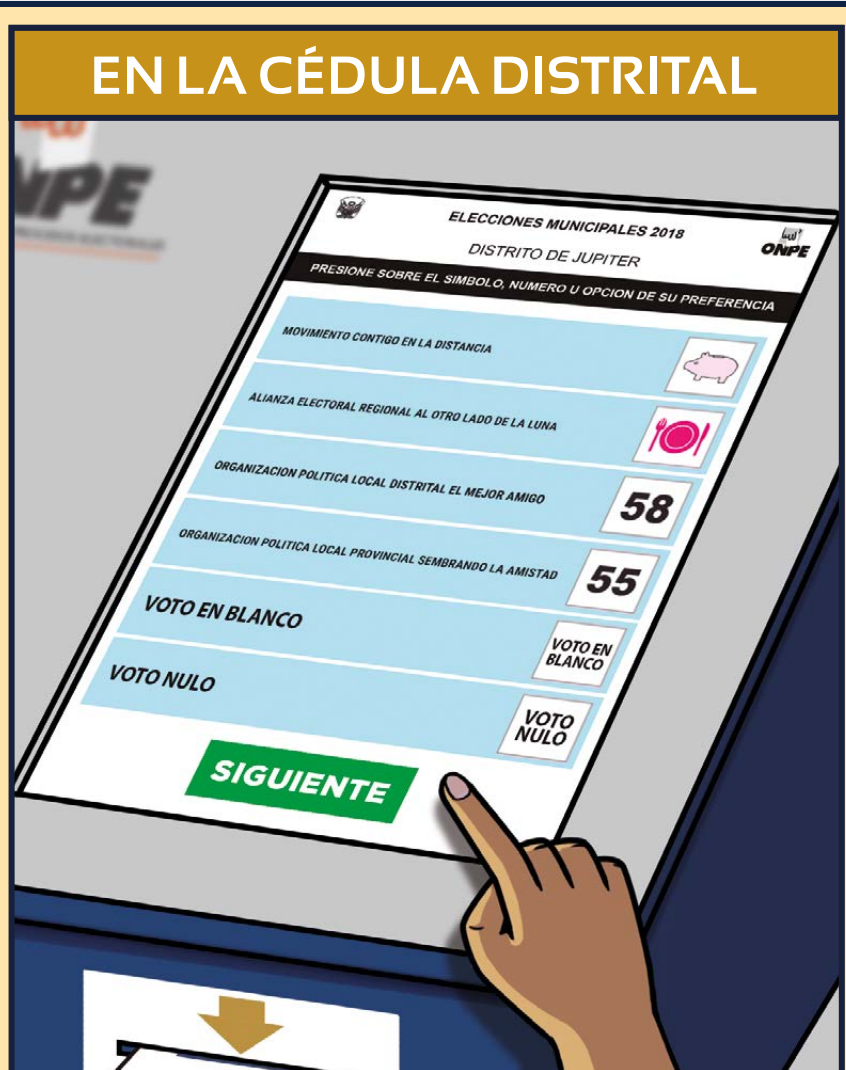 EN LA CÉDULA DISTRITAL
NPE
ELECCIONES MUNICIPALES 2018
DISTRITO DE JUPITER
ONPE
PRESIONE SOBRE EL SIMBOLO, NUMERO U OPCION DE SU PREFERENCIA
MOVIMIENTO CONTIGO EN LA DISTANCIA
ALIANZA ELECTORAL REGIONAL AL OTRO LADO DE LA LUNA
ORGANIZACION POLITICA LOCAL DISTRITAL EL MEJOR AMIGO
58
ORGANIZACION POLITICA LOCAL PROVINCIAL SEMBRANDO LA AMISTAD
55
VOTO EN BLANCO
VOTO EN
BLANCO
VOTO NULO
VOTO
NULO
SIGUIENTE